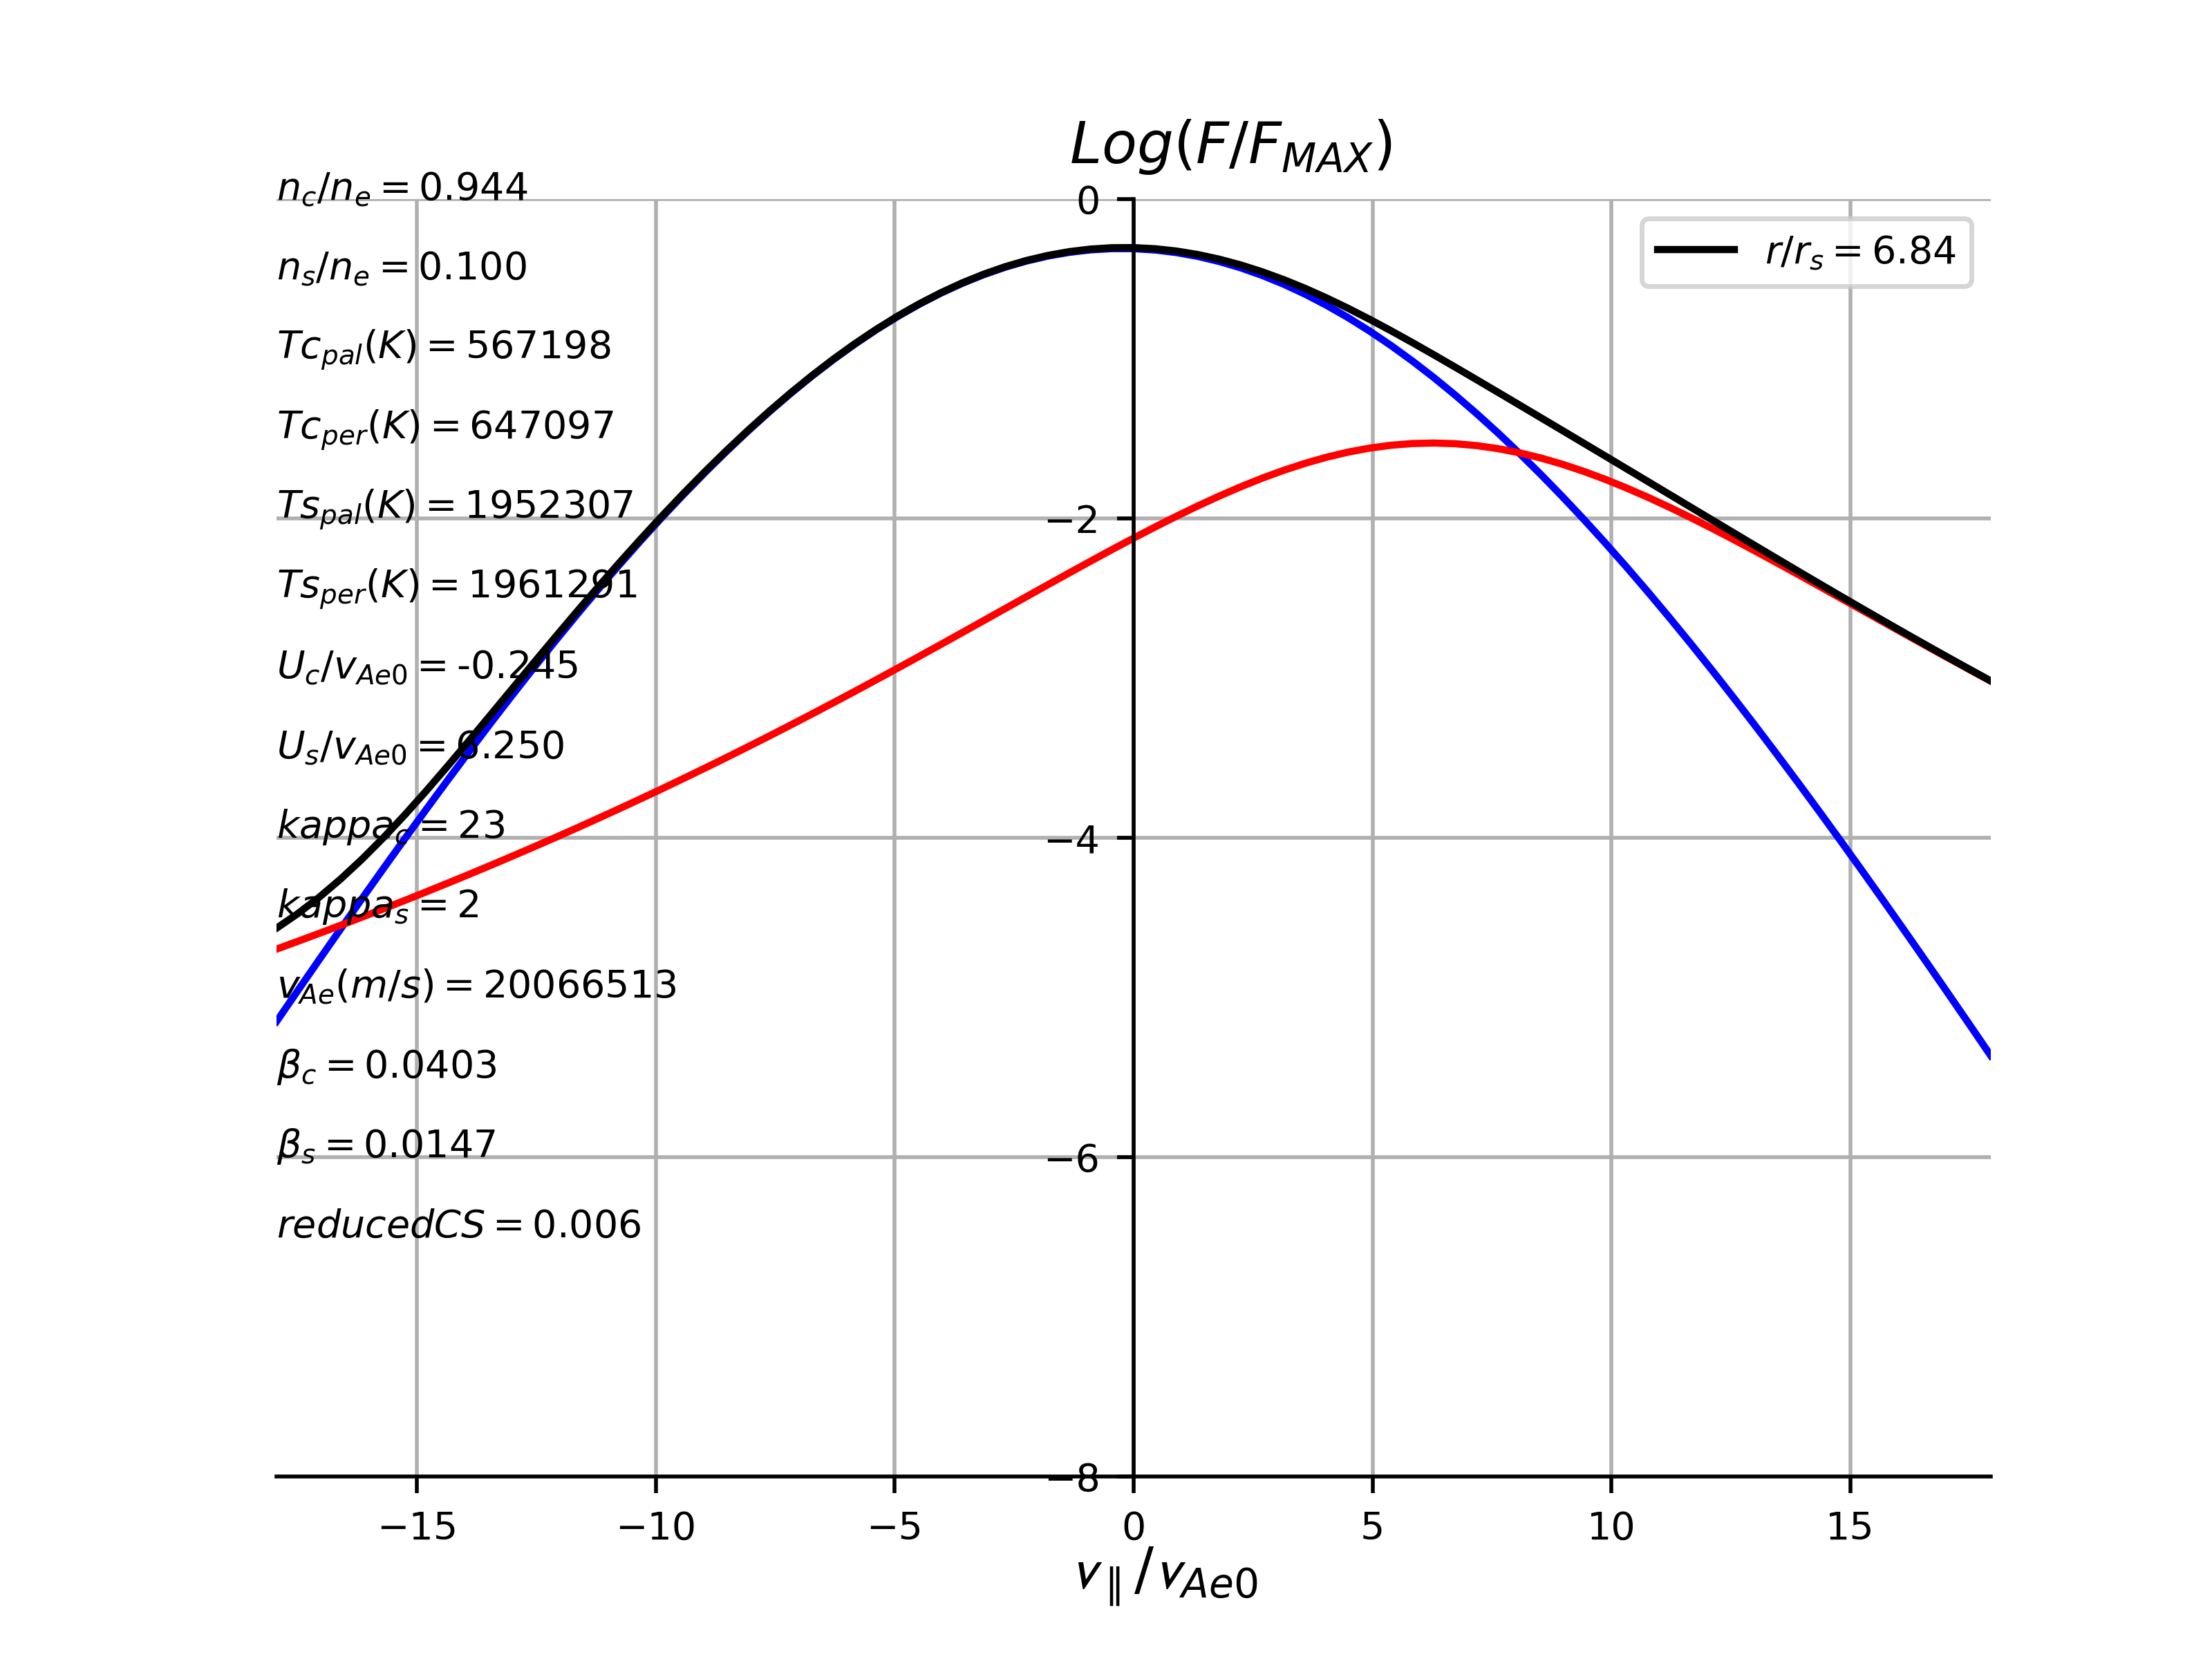 Log(F/F_MAX)
n_c/n_e = 0.944
n_s/n_e = 0.100
Tc_pal(K) = 567198
Tc_per(K) = 647097
Ts_pal(K) = 1952307
Ts_per(K) = 1961291
U_c/v_Ae0 = -0.245
U_s/v_Ae0 = 6.250
kappa_c = 23
kappa_s = 2
v_Ae(m/s) = 20066513
β_c = 0.0403
β_s = 0.0147
reducedCS = 0.006
r/r_s = 6.84
0
−2
−4
−6
−8
−15 −10 −5 0 5 10 15
v_∥/v_Ae0